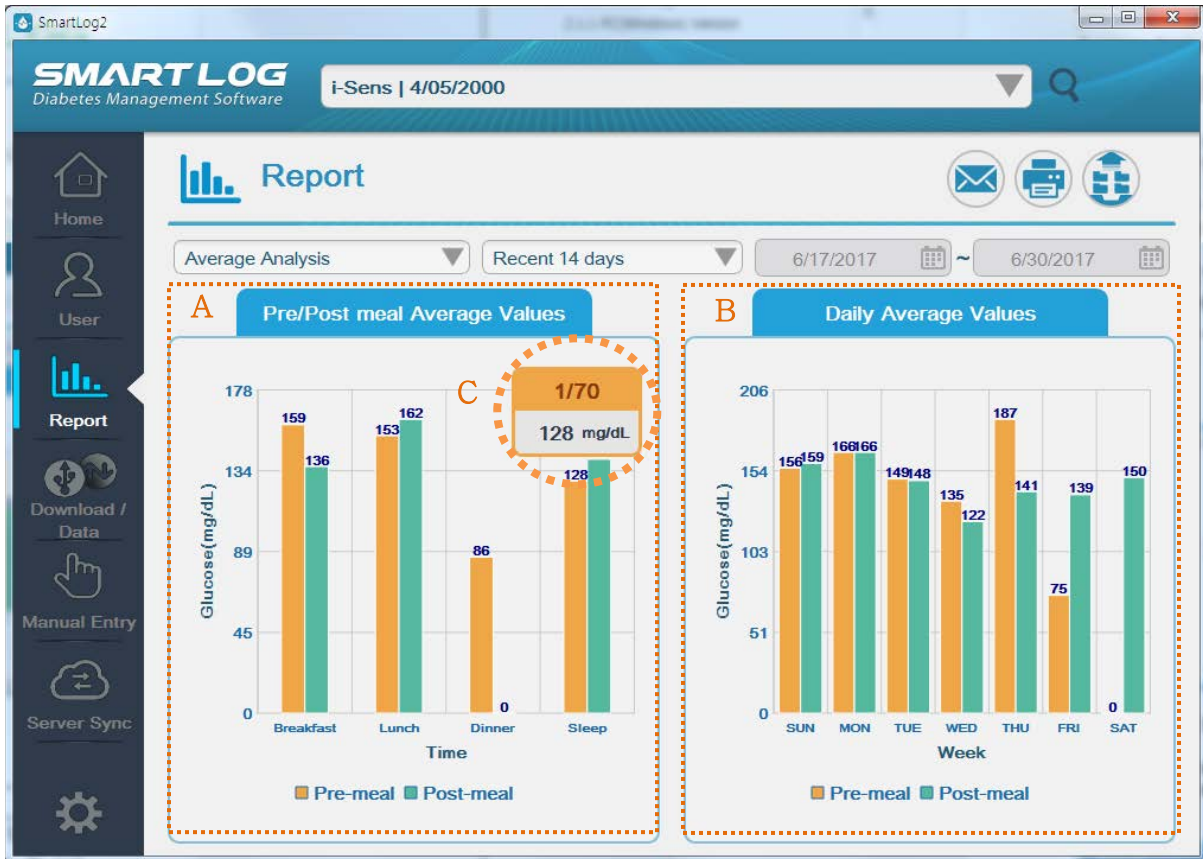 SmartLog2
SMART LOG
Diabetes Management Software
i-Sens | 4/05/2000
Home
User
Report
Download /
Data
Manual Entry
Server Sync
Report
Average Analysis
Recent 14 days
6/17/2017
~
6/30/2017
A
Pre/Post meal Average Values
C
1/70
128 mg/dL
178
134
89
45
0
Glucose(mg/dL)
159
136
153
162
86
0
128
Breakfast Lunch Dinner Sleep
Time
Pre-meal Post-meal
B
Daily Average Values
206
154
103
51
0
Glucose(mg/dL)
156 159
166 166
149 148
135 122
187 141
75 139
0 150
SUN MON TUE WED THU FRI SAT
Week
Pre-meal Post-meal